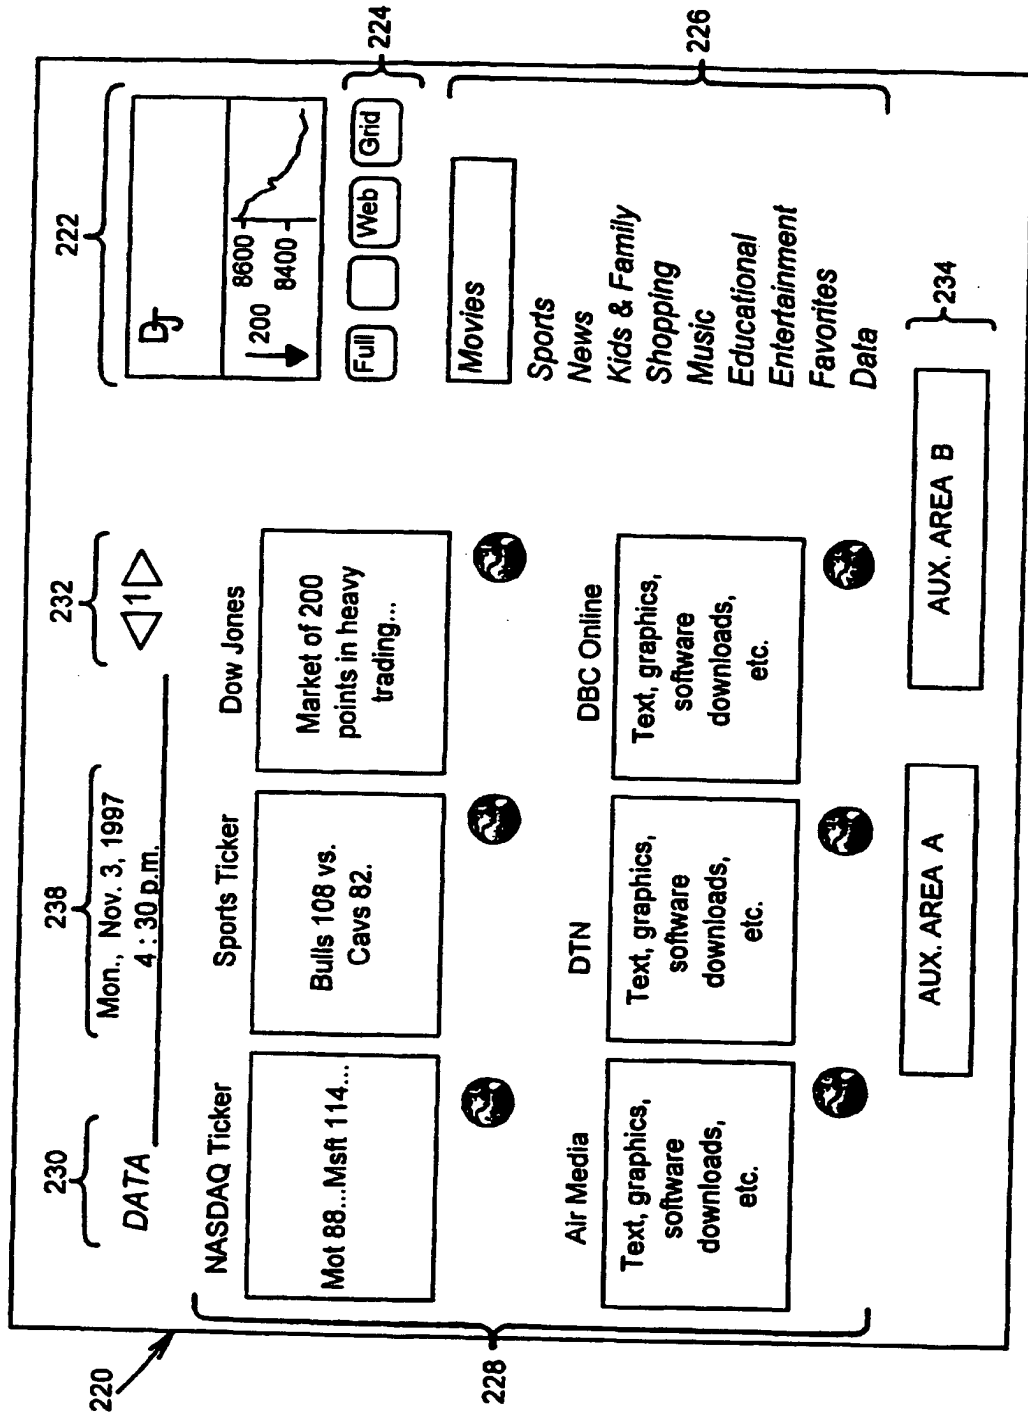 230
238
232
222
DATA
Mon., Nov. 3, 1997
4 : 30 p.m.
1
DJ
200
8600
8400
Full
Web
Grid
224
220
NASDAQ Ticker
Sports Ticker
Dow Jones
Mot 88...Msft 114...
Bulls 108 vs.
Cavs 82.
Market of 200
points in heavy
trading...
Movies
Sports
News
Kids & Family
Shopping
Music
Educational
Entertainment
Favorites
Data
226
228
Air Media
DTN
DBC Online
Text, graphics,
software
downloads,
etc.
Text, graphics,
software
downloads,
etc.
Text, graphics,
software
downloads,
etc.
AUX. AREA A
AUX. AREA B
234